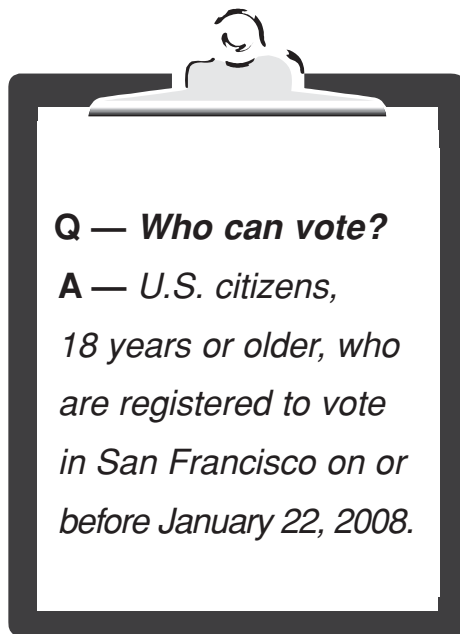 Q — Who can vote?
A — U.S. citizens,
18 years or older, who
are registered to vote
in San Francisco on or
before January 22, 2008.